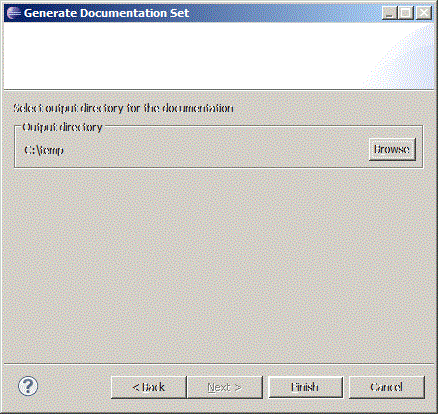 Generate Documentation Set
Select output directory for the documentation
Output directory
C:\temp
Browse
?
< Back
Next >
Finish
Cancel